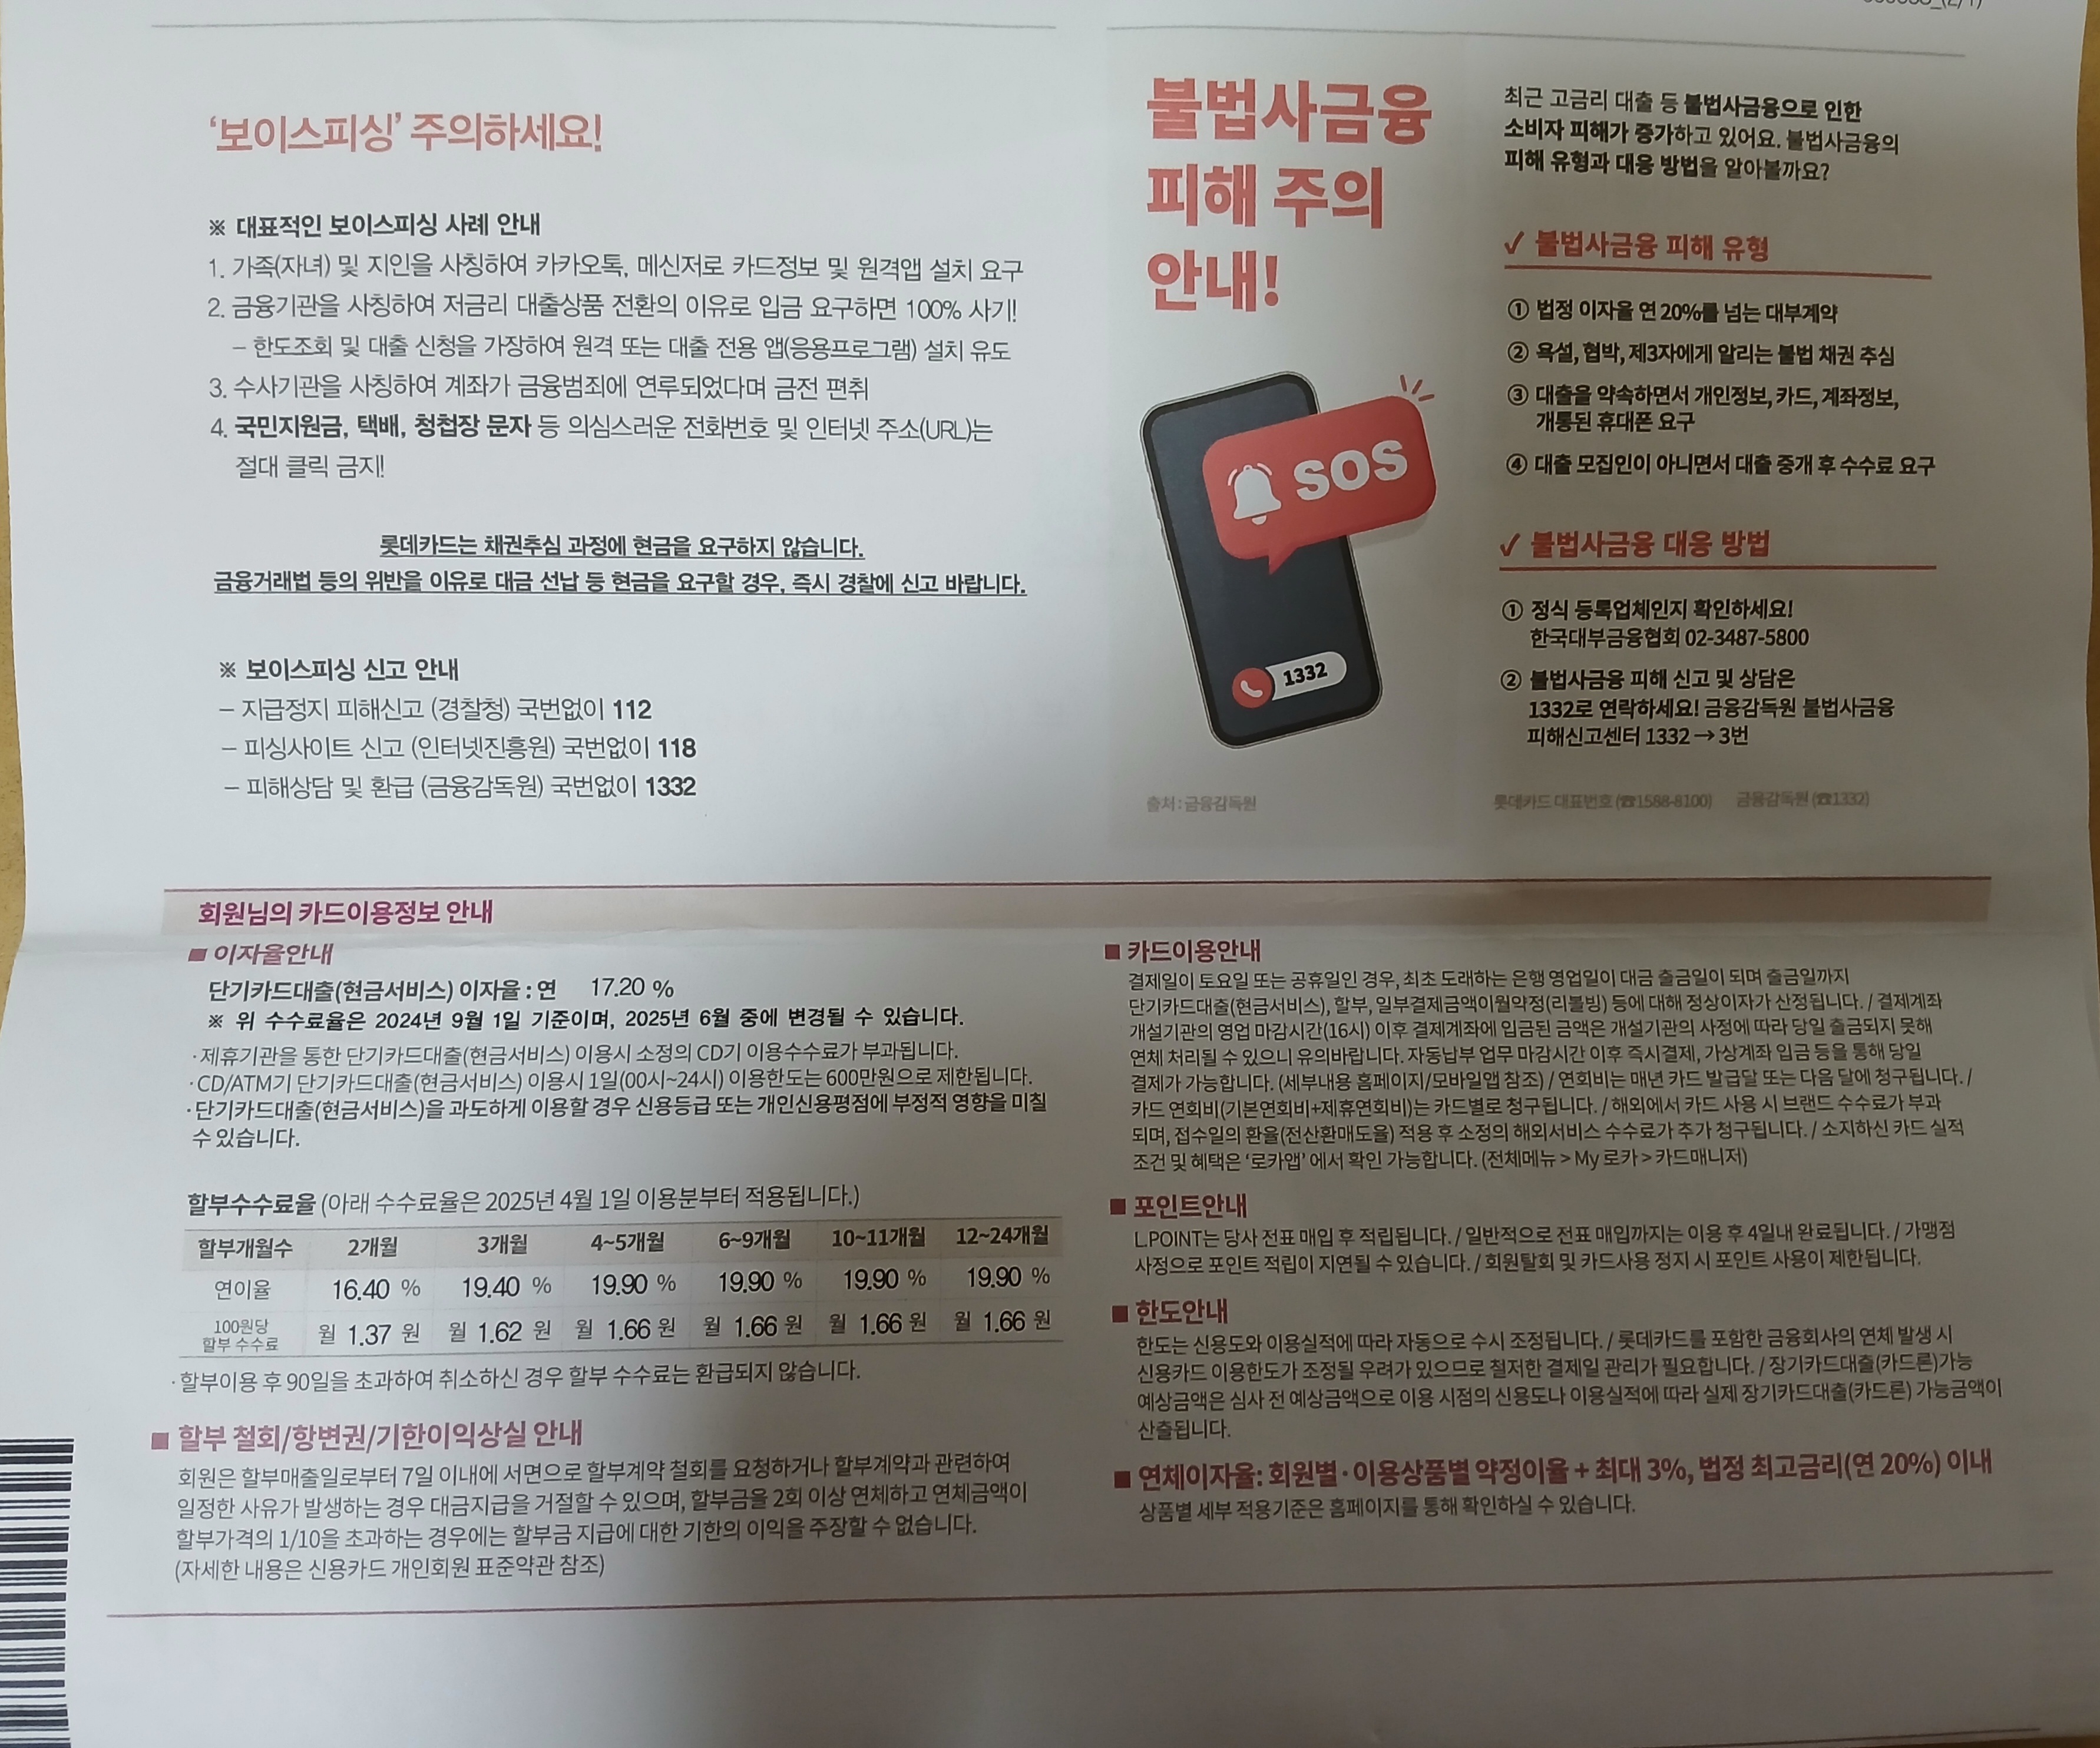 ‘보이스피싱’ 주의하세요!
※ 대표적인 보이스피싱 사례 안내
1. 가족(자녀) 및 지인을 사칭하여 카카오톡, 메신저로 카드정보 및 원격앱 설치 요구
2. 금융기관을 사칭하여 저금리 대출상품 전환의 이유로 입금 요구하면 100% 사기!
– 한도조회 및 대출 신청을 가장하여 원격 또는 대출 전용 앱(응용프로그램) 설치 유도
3. 수사기관을 사칭하여 계좌가 금융범죄에 연루되었다며 금전 편취
4. 국민지원금, 택배, 청첩장 문자 등 의심스러운 전화번호 및 인터넷 주소(URL)는
절대 클릭 금지!
롯데카드는 채권추심 과정에 현금을 요구하지 않습니다.
금융거래법 등의 위반을 이유로 대금 선납 등 현금을 요구할 경우, 즉시 경찰에 신고 바랍니다.
※ 보이스피싱 신고 안내
– 지급정지 피해신고 (경찰청) 국번없이 112
– 피싱사이트 신고 (인터넷진흥원) 국번없이 118
– 피해상담 및 환급 (금융감독원) 국번없이 1332
불법사금융
피해 주의
안내!
SOS
1332
출처 : 금융감독원
최근 고금리 대출 등 불법사금융으로 인한
소비자 피해가 증가하고 있어요. 불법사금융의
피해 유형과 대응 방법을 알아볼까요?
✓ 불법사금융 피해 유형
① 법정 이자율 연 20%를 넘는 대부계약
② 욕설, 협박, 제3자에게 알리는 불법 채권 추심
③ 대출을 약속하면서 개인정보, 카드, 계좌정보,
개통된 휴대폰 요구
④ 대출 모집인이 아니면서 대출 중개 후 수수료 요구
✓ 불법사금융 대응 방법
① 정식 등록업체인지 확인하세요!
한국대부금융협회 02-3487-5800
② 불법사금융 피해 신고 및 상담은
1332로 연락하세요! 금융감독원 불법사금융
피해신고센터 1332 → 3번
롯데카드 대표번호 (☎1588-8100) 금융감독원 (☎1332)
회원님의 카드이용정보 안내
■ 이자율안내
단기카드대출(현금서비스) 이자율 : 연 17.20 %
※ 위 수수료율은 2024년 9월 1일 기준이며, 2025년 6월 중에 변경될 수 있습니다.
· 제휴기관을 통한 단기카드대출(현금서비스) 이용시 소정의 CD기 이용수수료가 부과됩니다.
· CD/ATM기 단기카드대출(현금서비스) 이용시 1일(00시~24시) 이용한도는 600만원으로 제한됩니다.
· 단기카드대출(현금서비스)을 과도하게 이용할 경우 신용등급 또는 개인신용평점에 부정적 영향을 미칠
수 있습니다.
할부수수료율 (아래 수수료율은 2025년 4월 1일 이용분부터 적용됩니다.)
할부개월수 2개월 3개월 4~5개월 6~9개월 10~11개월 12~24개월
연이율 16.40 % 19.40 % 19.90 % 19.90 % 19.90 % 19.90 %
100원당
할부 수수료 월 1.37 원 월 1.62 원 월 1.66 원 월 1.66 원 월 1.66 원 월 1.66 원
· 할부이용 후 90일을 초과하여 취소하신 경우 할부 수수료는 환급되지 않습니다.
■ 할부 철회/항변권/기한이익상실 안내
회원은 할부매출일로부터 7일 이내에 서면으로 할부계약 철회를 요청하거나 할부계약과 관련하여
일정한 사유가 발생하는 경우 대금지급을 거절할 수 있으며, 할부금을 2회 이상 연체하고 연체금액이
할부가격의 1/10을 초과하는 경우에는 할부금 지급에 대한 기한의 이익을 주장할 수 없습니다.
(자세한 내용은 신용카드 개인회원 표준약관 참조)
■ 카드이용안내
결제일이 토요일 또는 공휴일인 경우, 최초 도래하는 은행 영업일이 대금 출금일이 되며 출금일까지
단기카드대출(현금서비스), 할부, 일부결제금액이월약정(리볼빙) 등에 대해 정상이자가 산정됩니다. / 결제계좌
개설기관의 영업 마감시간(16시) 이후 결제계좌에 입금된 금액은 개설기관의 사정에 따라 당일 출금되지 못해
연체 처리될 수 있으니 유의바랍니다. 자동납부 업무 마감시간 이후 즉시결제, 가상계좌 입금 등을 통해 당일
결제가 가능합니다. (세부내용 홈페이지/모바일앱 참조) / 연회비는 매년 카드 발급달 또는 다음 달에 청구됩니다. /
카드 연회비(기본연회비+제휴연회비)는 카드별로 청구됩니다. / 해외에서 카드 사용 시 브랜드 수수료가 부과
되며, 접수일의 환율(전산환매도율) 적용 후 소정의 해외서비스 수수료가 추가 청구됩니다. / 소지하신 카드 실적
조건 및 혜택은 ‘로카앱’ 에서 확인 가능합니다. (전체메뉴 > My 로카 > 카드매니저)
■ 포인트안내
L.POINT는 당사 전표 매입 후 적립됩니다. / 일반적으로 전표 매입까지는 이용 후 4일내 완료됩니다. / 가맹점
사정으로 포인트 적립이 지연될 수 있습니다. / 회원탈회 및 카드사용 정지 시 포인트 사용이 제한됩니다.
■ 한도안내
한도는 신용도와 이용실적에 따라 자동으로 수시 조정됩니다. / 롯데카드를 포함한 금융회사의 연체 발생 시
신용카드 이용한도가 조정될 우려가 있으므로 철저한 결제일 관리가 필요합니다. / 장기카드대출(카드론)가능
예상금액은 심사 전 예상금액으로 이용 시점의 신용도나 이용실적에 따라 실제 장기카드대출(카드론) 가능금액이
산출됩니다.
■ 연체이자율: 회원별 · 이용상품별 약정이율 + 최대 3%, 법정 최고금리(연 20%) 이내
상품별 세부 적용기준은 홈페이지를 통해 확인하실 수 있습니다.